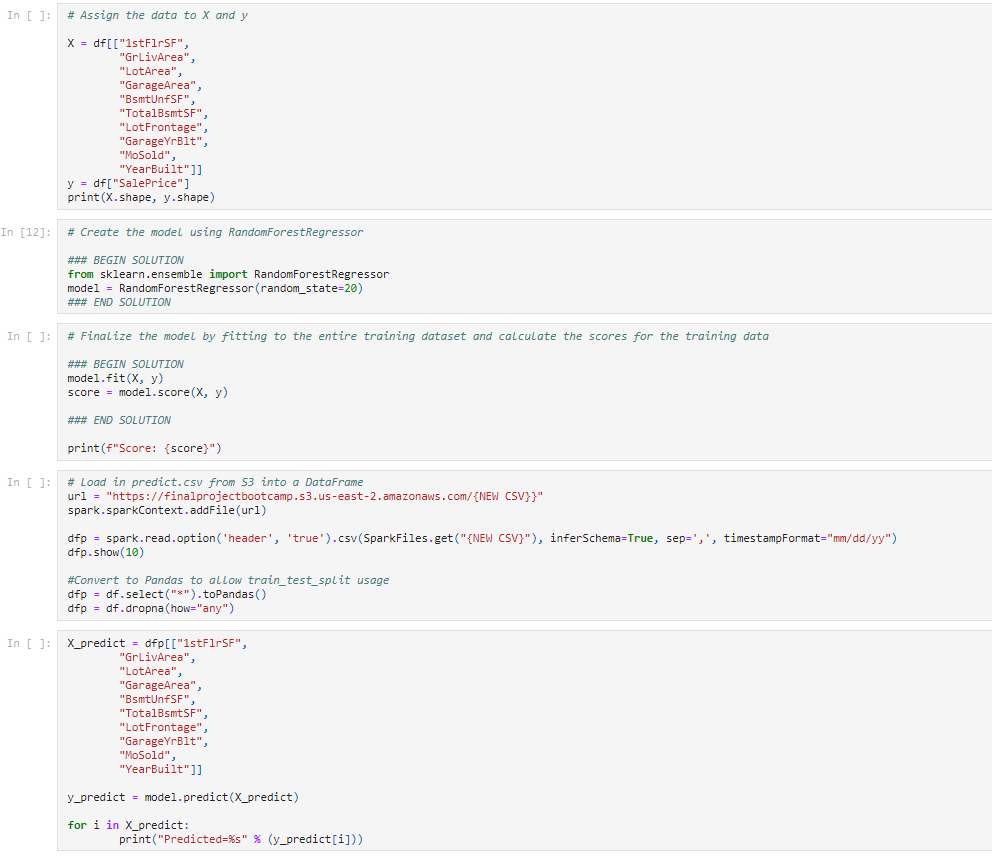 In [ ]: # Assign the data to X and y
X = df[["1stFlrSF",
"GrLivArea",
"LotArea",
"GarageArea",
"BsmtUnfSF",
"TotalBsmtSF",
"LotFrontage",
"GarageYrBlt",
"MoSold",
"YearBuilt"]]
y = df["SalePrice"]
print(X.shape, y.shape)
In [12]: # Create the model using RandomForestRegressor
### BEGIN SOLUTION
from sklearn.ensemble import RandomForestRegressor
model = RandomForestRegressor(random_state=20)
### END SOLUTION
In [ ]: # Finalize the model by fitting to the entire training dataset and calculate the scores for the training data
### BEGIN SOLUTION
model.fit(X, y)
score = model.score(X, y)
### END SOLUTION
print(f"Score: {score}")
In [ ]: # Load in predict.csv from S3 into a DataFrame
url = "https://finalprojectbootcamp.s3.us-east-2.amazonaws.com/{NEW CSV}}"
spark.sparkContext.addFile(url)
dfp = spark.read.option('header', 'true').csv(SparkFiles.get("{NEW CSV}"), inferSchema=True, sep=',', timestampFormat="mm/dd/yy")
dfp.show(10)
#Convert to Pandas to allow train_test_split usage
dfp = df.select("*").toPandas()
dfp = df.dropna(how="any")
In [ ]: X_predict = dfp[["1stFlrSF",
"GrLivArea",
"LotArea",
"GarageArea",
"BsmtUnfSF",
"TotalBsmtSF",
"LotFrontage",
"GarageYrBlt",
"MoSold",
"YearBuilt"]]
y_predict = model.predict(X_predict)
for i in X_predict:
print("Predicted=%s" % (y_predict[i]))